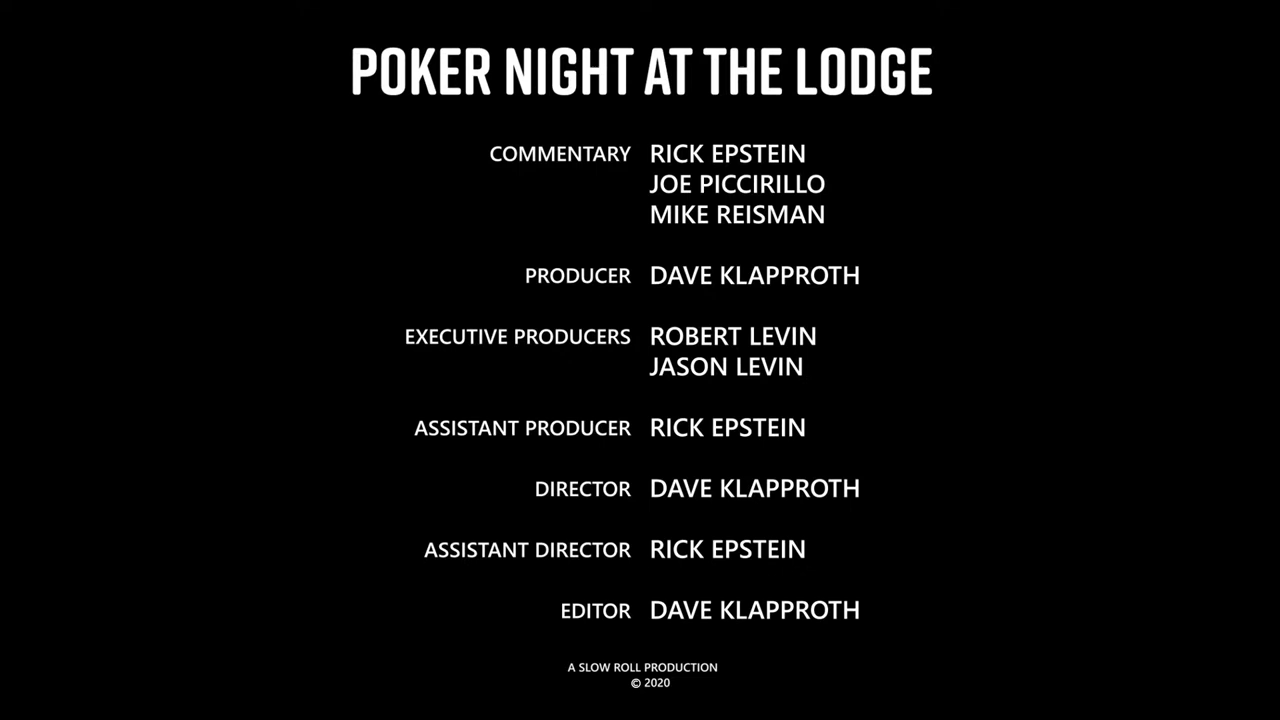 POKER NIGHT AT THE LODGE
COMMENTARY RICK EPSTEIN
JOE PICCIRILLO
MIKE REISMAN
PRODUCER DAVE KLAPPROTH
EXECUTIVE PRODUCERS ROBERT LEVIN
JASON LEVIN
ASSISTANT PRODUCER RICK EPSTEIN
DIRECTOR DAVE KLAPPROTH
ASSISTANT DIRECTOR RICK EPSTEIN
EDITOR DAVE KLAPPROTH
A SLOW ROLL PRODUCTION
© 2020